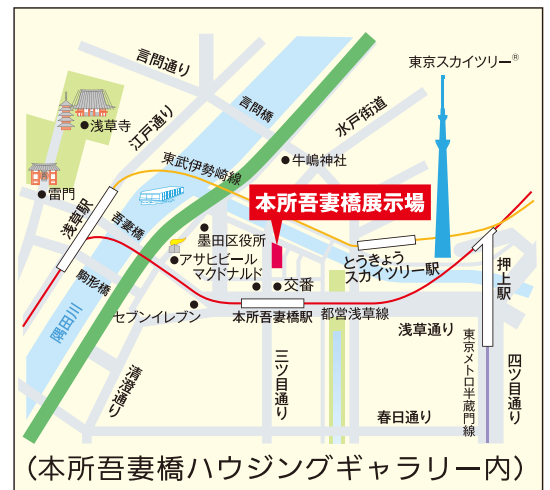 言問通り
東京スカイツリー®
浅草寺
江戸通り
言問橋
水戸街道
東武伊勢崎線
牛嶋神社
雷門
本所吾妻橋展示場
浅草駅
吾妻橋
墨田区役所
アサヒビール
マクドナルド
とうきょう
スカイツリー駅
押上駅
駒形橋
交番
セブンイレブン
本所吾妻橋駅
都営浅草線
浅草通り
隅田川
清澄通り
三ツ目通り
東京メトロ半蔵門線
四ツ目通り
春日通り
(本所吾妻橋ハウジングギャラリー内)